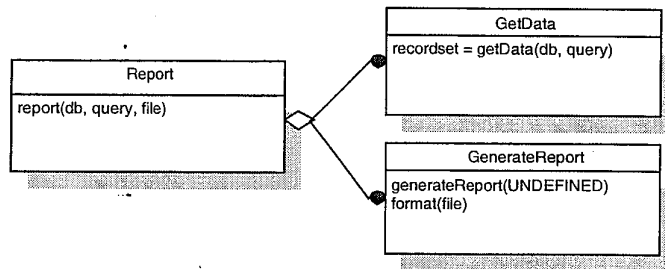 Report
report(db, query, file)
GetData
recordset = getData(db, query)
GenerateReport
generateReport(UNDEFINED)
format(file)